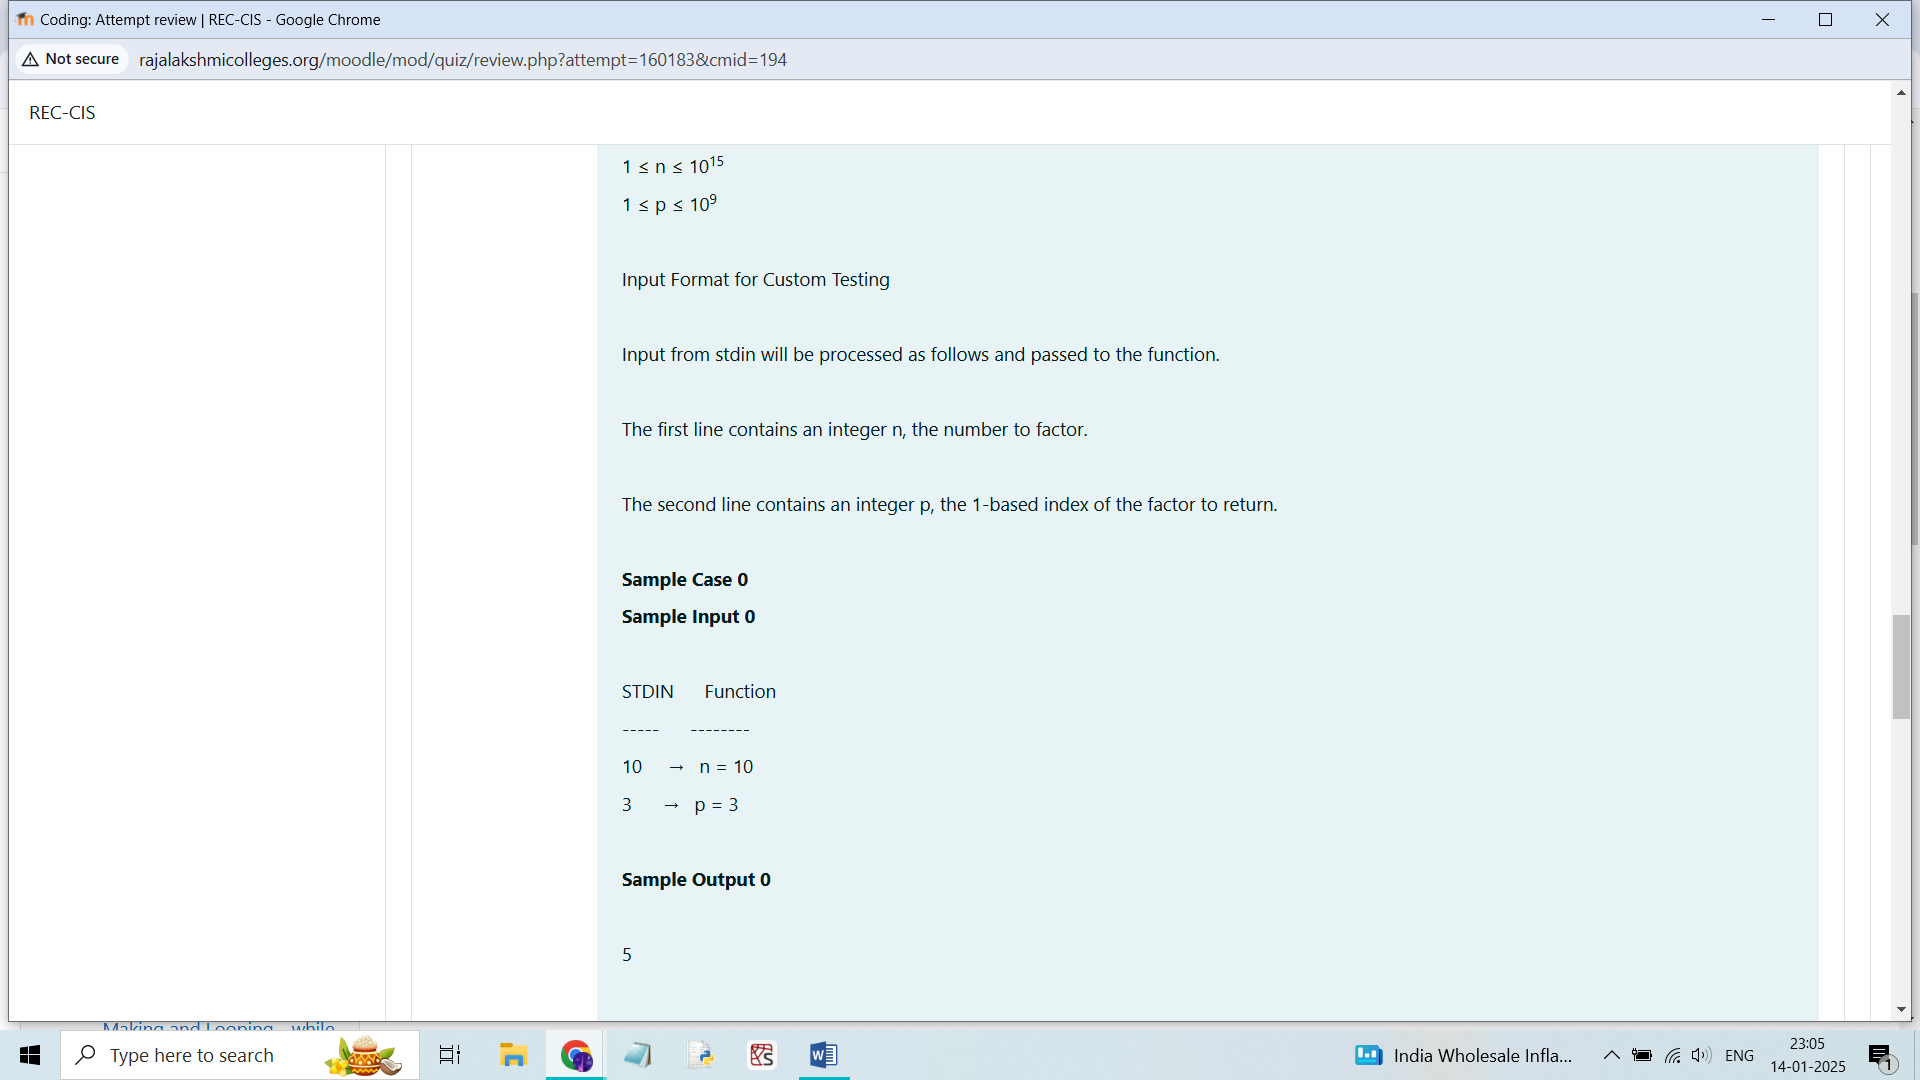 Coding: Attempt review | REC-CIS - Google Chrome
Not secure rajalakshmicolleges.org/moodle/mod/quiz/review.php?attempt=160183&cmid=194
REC-CIS
1 ≤ n ≤ 10¹⁵
1 ≤ p ≤ 10⁹
Input Format for Custom Testing
Input from stdin will be processed as follows and passed to the function.
The first line contains an integer n, the number to factor.
The second line contains an integer p, the 1-based index of the factor to return.
Sample Case 0
Sample Input 0
STDIN Function
----- --------
10 → n = 10
3 → p = 3
Sample Output 0
5
Making and Looping - while
Type here to search
India Wholesale Infla...
ENG
23:05
14-01-2025
1